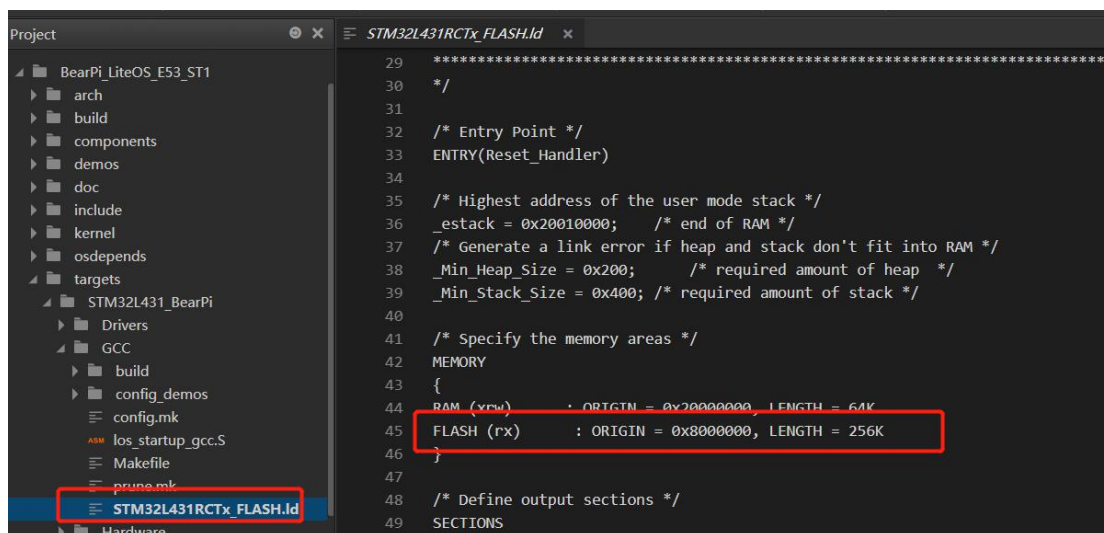 Project
BearPi_LiteOS_E53_ST1
arch
build
components
demos
doc
include
kernel
osdepends
targets
STM32L431_BearPi
Drivers
GCC
build
config_demos
config.mk
ASM los_startup_gcc.S
Makefile
prune.mk
STM32L431RCTx_FLASH.ld
Hardware
STM32L431RCTx_FLASH.ld ×
29 *****************************************************************************
30 */
31
32 /* Entry Point */
33 ENTRY(Reset_Handler)
34
35 /* Highest address of the user mode stack */
36 _estack = 0x20010000; /* end of RAM */
37 /* Generate a link error if heap and stack don't fit into RAM */
38 _Min_Heap_Size = 0x200; /* required amount of heap */
39 _Min_Stack_Size = 0x400; /* required amount of stack */
40
41 /* Specify the memory areas */
42 MEMORY
43 {
44 RAM (xrw) : ORIGIN = 0x20000000, LENGTH = 64K
45 FLASH (rx) : ORIGIN = 0x8000000, LENGTH = 256K
46 }
47
48 /* Define output sections */
49 SECTIONS